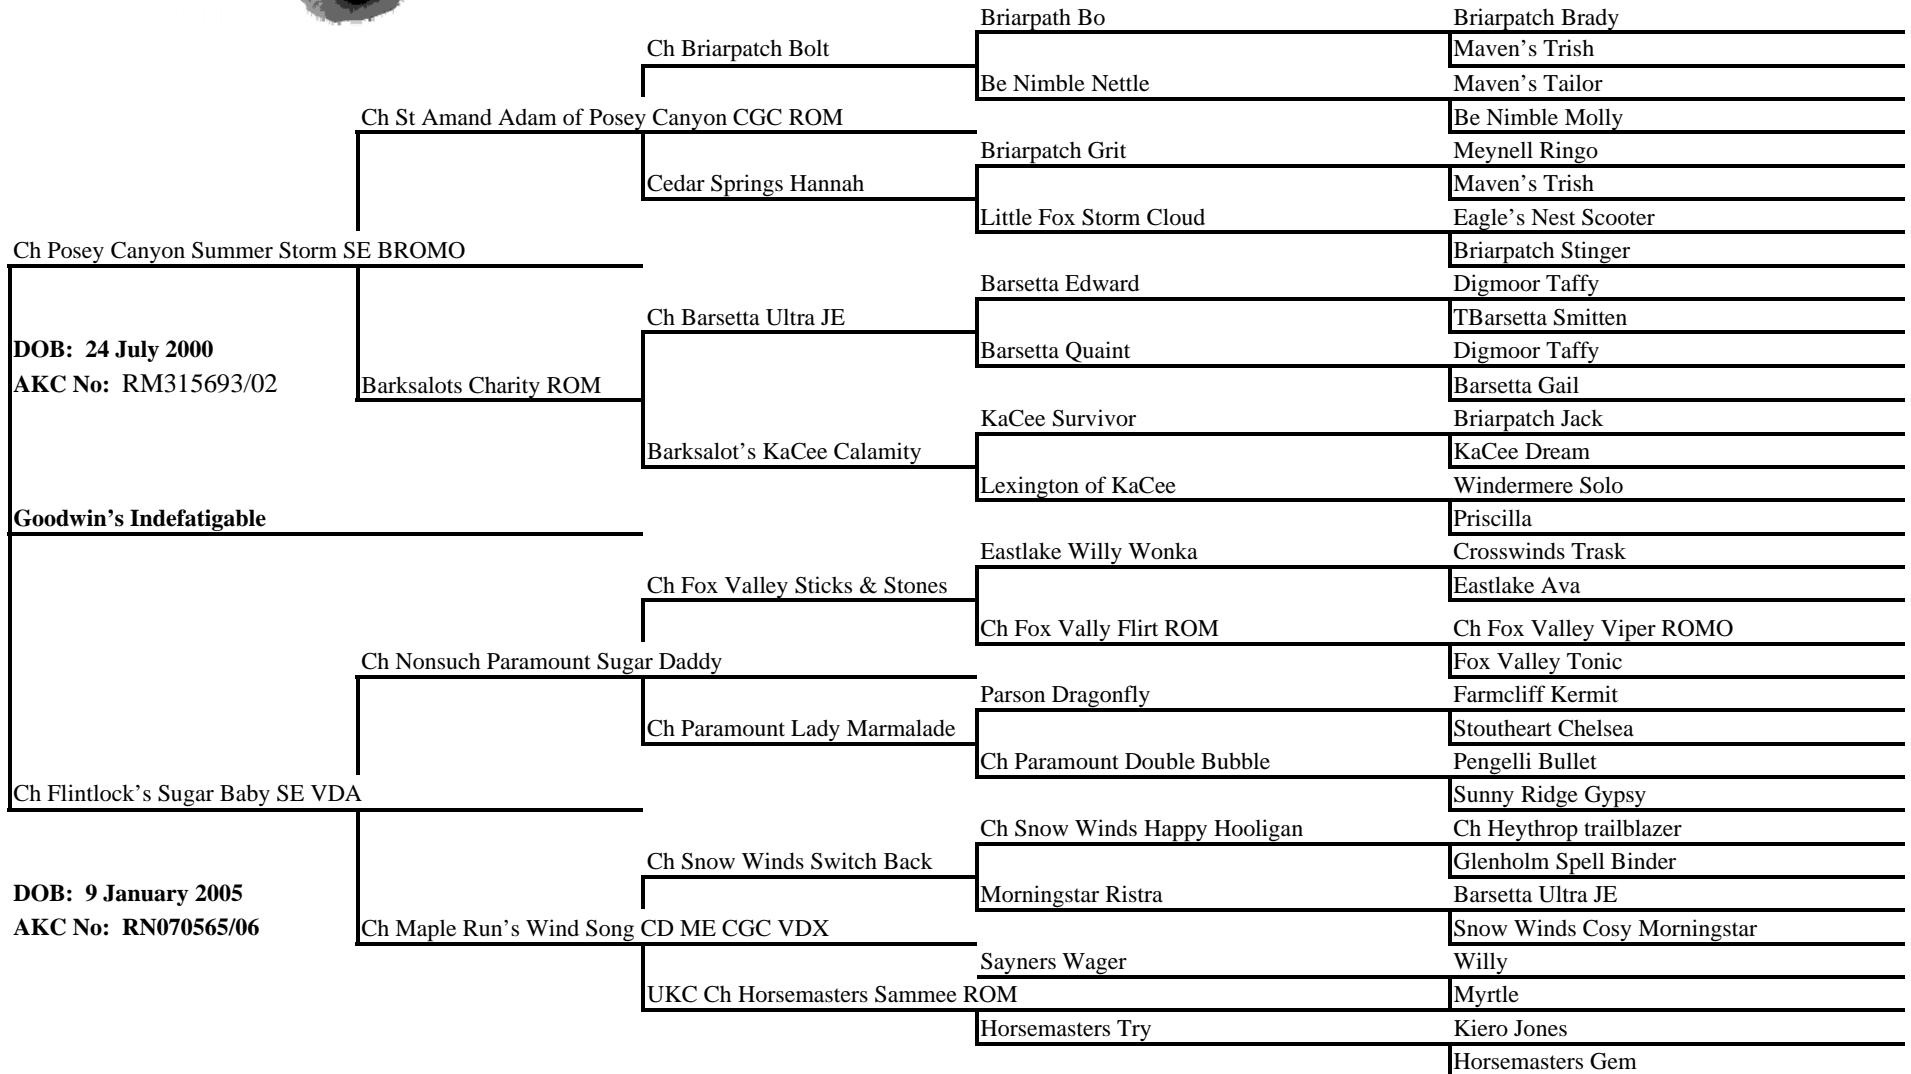 Briarpath Bo Briarpatch Brady
Ch Briarpatch Bolt Maven’s Trish
Be Nimble Nettle Maven’s Tailor
Ch St Amand Adam of Posey Canyon CGC ROM Be Nimble Molly
Briarpatch Grit Meynell Ringo
Cedar Springs Hannah Maven’s Trish
Little Fox Storm Cloud Eagle’s Nest Scooter
Ch Posey Canyon Summer Storm SE BROMO Briarpatch Stinger
Barsetta Edward Digmoor Taffy
Ch Barsetta Ultra JE TBarsetta Smitten
DOB: 24 July 2000 Barsetta Quaint Digmoor Taffy
AKC No: RM315693/02 Barksalots Charity ROM Barsetta Gail
KaCee Survivor Briarpatch Jack
Barksalot’s KaCee Calamity KaCee Dream
Lexington of KaCee Windermere Solo
Goodwin’s Indefatigable Priscilla
Eastlake Willy Wonka Crosswinds Trask
Ch Fox Valley Sticks & Stones Eastlake Ava
Ch Fox Vally Flirt ROM Ch Fox Valley Viper ROMO
Ch Nonsuch Paramount Sugar Daddy Fox Valley Tonic
Parson Dragonfly Farmcliff Kermit
Ch Paramount Lady Marmalade Stoutheart Chelsea
Ch Paramount Double Bubble Pengelli Bullet
Ch Flintlock’s Sugar Baby SE VDA Sunny Ridge Gypsy
Ch Snow Winds Happy Hooligan Ch Heythrop trailblazer
Ch Snow Winds Switch Back Glenholm Spell Binder
DOB: 9 January 2005 Morningstar Ristra Barsetta Ultra JE
AKC No: RN070565/06 Ch Maple Run’s Wind Song CD ME CGC VDX Snow Winds Cosy Morningstar
Sayners Wager Willy
UKC Ch Horsemasters Sammee ROM Myrtle
Horsemasters Try Kiero Jones
Horsemasters Gem